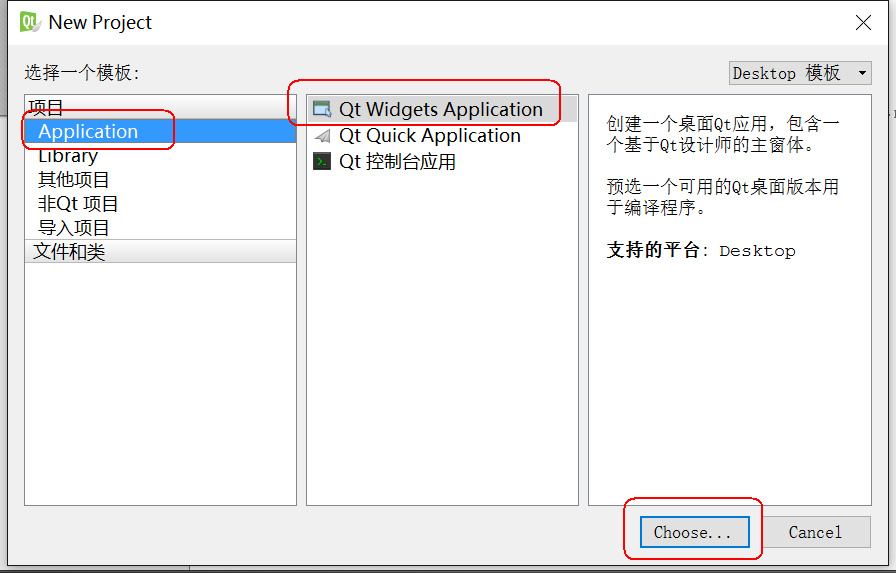 New Project
选择一个模板:
Desktop 模板
项目
Application
Library
其他项目
非Qt 项目
导入项目
文件和类
Qt Widgets Application
Qt Quick Application
Qt 控制台应用
创建一个桌面Qt应用，包含一
个基于Qt设计师的主窗体。
预选一个可用的Qt桌面版本用
于编译程序。
支持的平台: Desktop
Choose...
Cancel